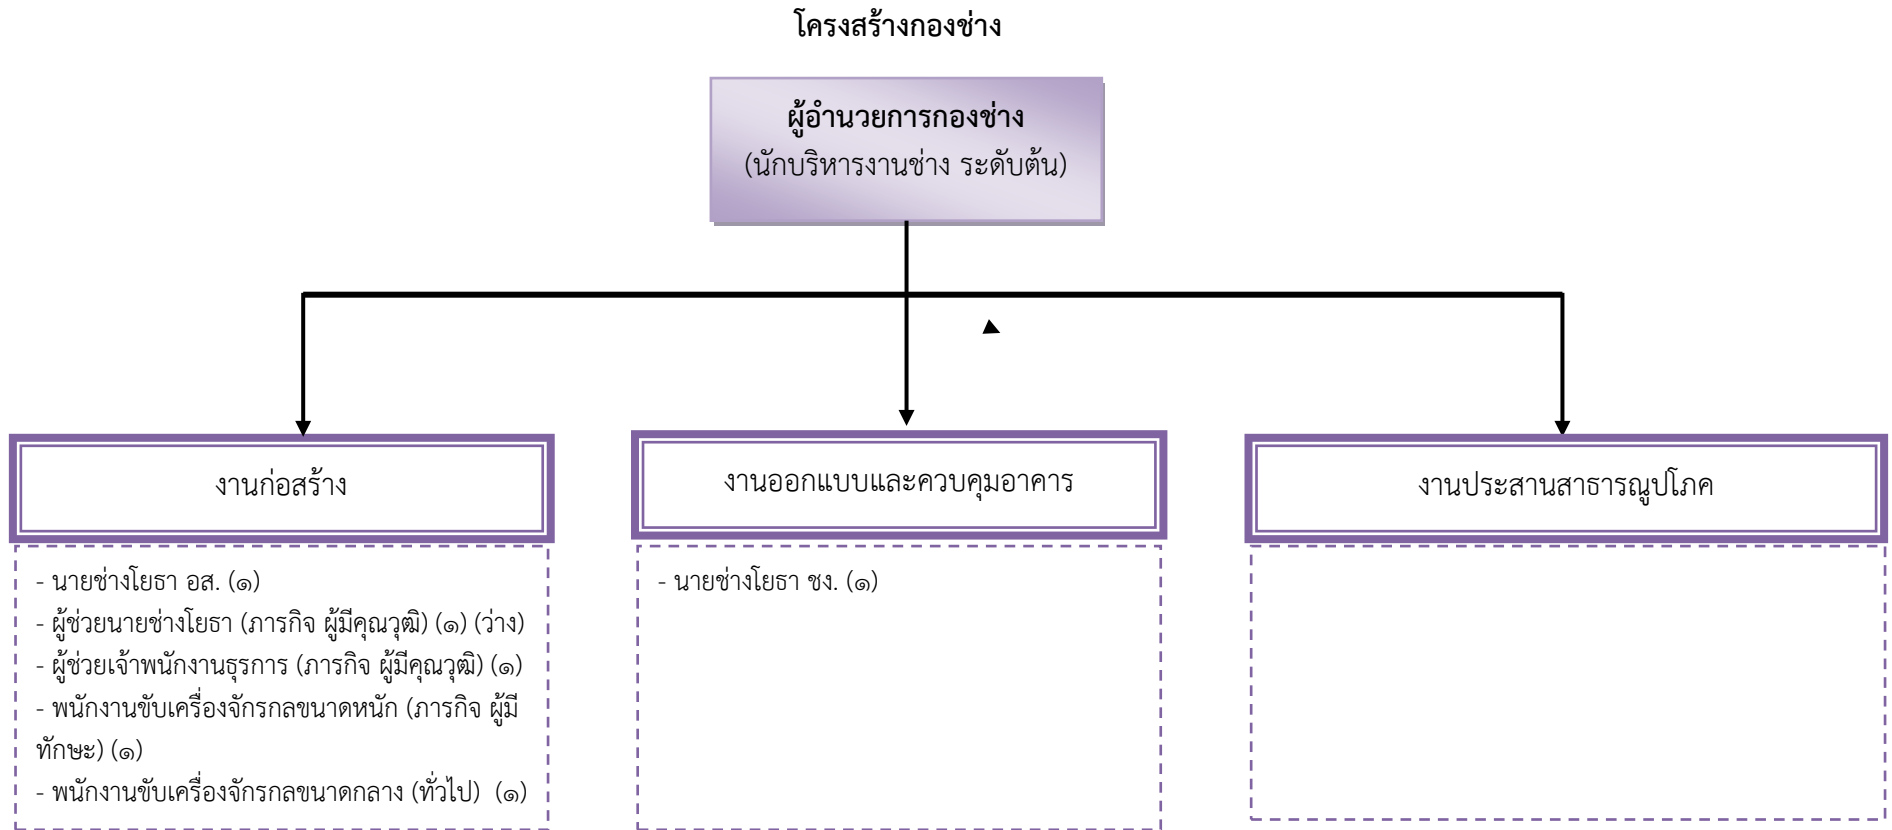 โครงสร้างกองช่าง
ผู้อำนวยการกองช่าง
(นักบริหารงานช่าง ระดับต้น)
งานก่อสร้าง
- นายช่างโยธา อส. (๑)
- ผู้ช่วยนายช่างโยธา (ภารกิจ ผู้มีคุณวุฒิ) (๑) (ว่าง)
- ผู้ช่วยเจ้าพนักงานธุรการ (ภารกิจ ผู้มีคุณวุฒิ) (๑)
- พนักงานขับเครื่องจักรกลขนาดหนัก (ภารกิจ ผู้มี
ทักษะ) (๑)
- พนักงานขับเครื่องจักรกลขนาดกลาง (ทั่วไป) (๑)
งานออกแบบและควบคุมอาคาร
- นายช่างโยธา ชง. (๑)
งานประสานสาธารณูปโภค